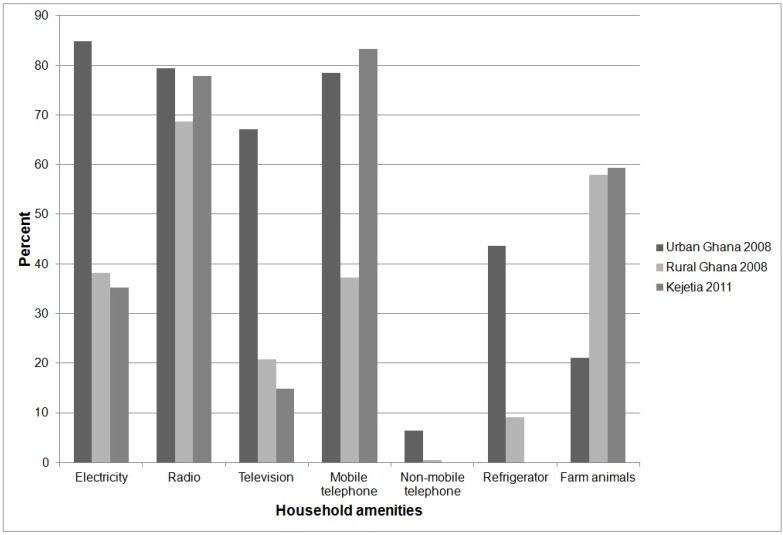 90
80
70
60
50
40
30
20
10
0
Percent
Electricity
Radio
Television
Mobile
telephone
Non-mobile
telephone
Refrigerator
Farm animals
Household amenities
Urban Ghana 2008
Rural Ghana 2008
Kejetia 2011